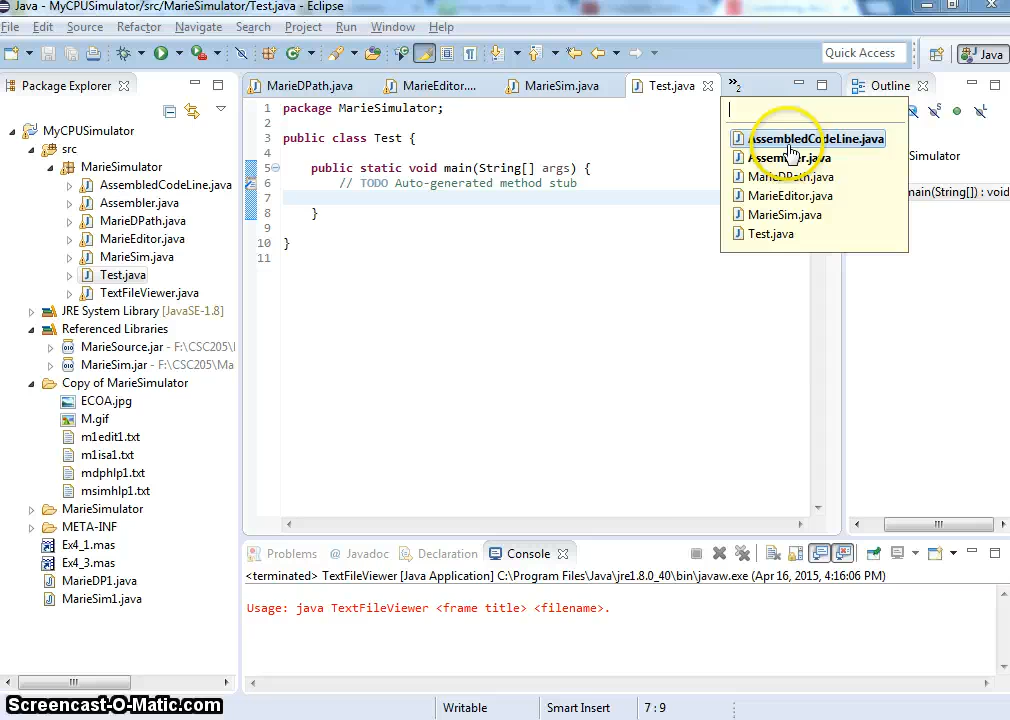 Java - MyCPUSimulator/src/MarieSimulator/Test.java - Eclipse
File Edit Source Refactor Navigate Search Project Run Window Help
Quick Access
Java
Package Explorer
MarieDPath.java
MarieEditor....
MarieSim.java
Test.java
»2
Outline
MyCPUSimulator
src
MarieSimulator
AssembledCodeLine.java
Assembler.java
MarieDPath.java
MarieEditor.java
MarieSim.java
Test.java
TextFileViewer.java
JRE System Library [JavaSE-1.8]
Referenced Libraries
MarieSource.jar - F:\CSC205\
MarieSim.jar - F:\CSC205\Ma
Copy of MarieSimulator
ECOA.jpg
M.gif
m1edit1.txt
m1isa1.txt
mdphlp1.txt
msimhlp1.txt
MarieSimulator
META-INF
Ex4_1.mas
Ex4_3.mas
MarieDP1.java
MarieSim1.java
1 package MarieSimulator;
2
3 public class Test {
4
5 public static void main(String[] args) {
6 // TODO Auto-generated method stub
7
8 }
9
10 }
11
AssembledCodeLine.java
Assembler.java
MarieDPath.java
MarieEditor.java
MarieSim.java
Test.java
Simulator
main(String[]) : void
Problems @ Javadoc Declaration Console
<terminated> TextFileViewer [Java Application] C:\Program Files\Java\jre1.8.0_40\bin\javaw.exe (Apr 16, 2015, 4:16:06 PM)
Usage: java TextFileViewer <frame title> <filename>.
Writable
Smart Insert
7 : 9
Screencast-O-Matic.com